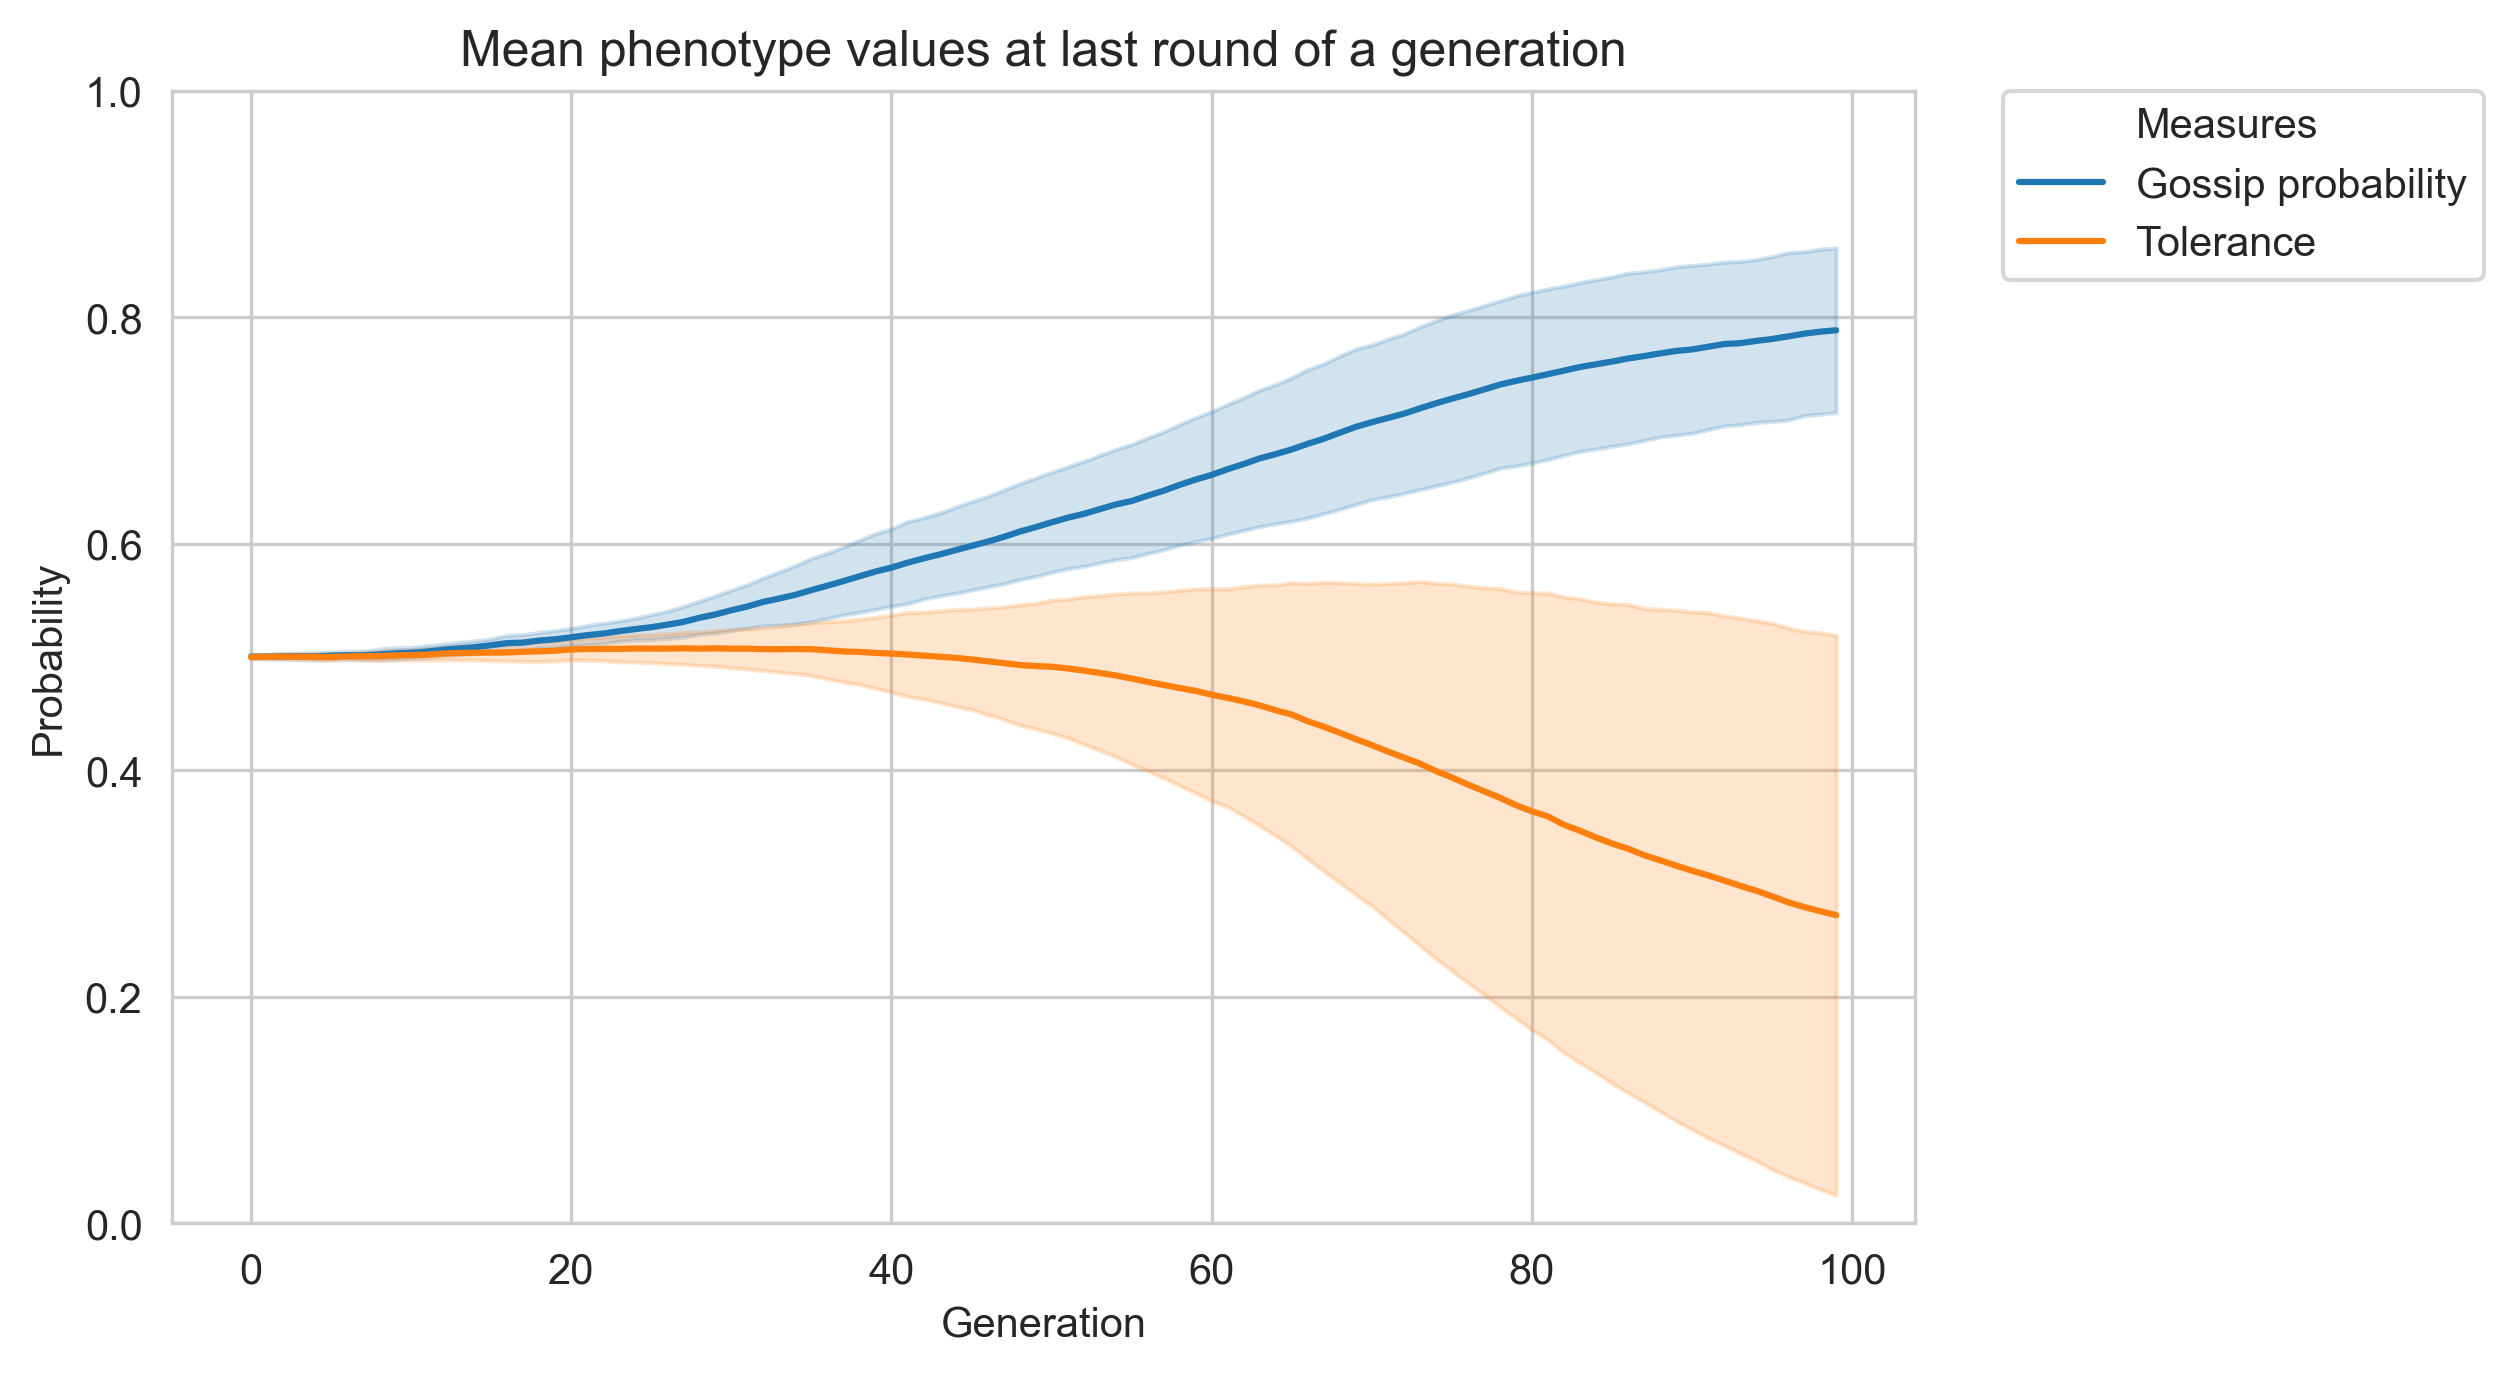 Mean phenotype values at last round of a generation
1.0
0.8
0.6
0.4
0.2
0.0
Probability
0 20 40 60 80 100
Generation
Measures
Gossip probability
Tolerance